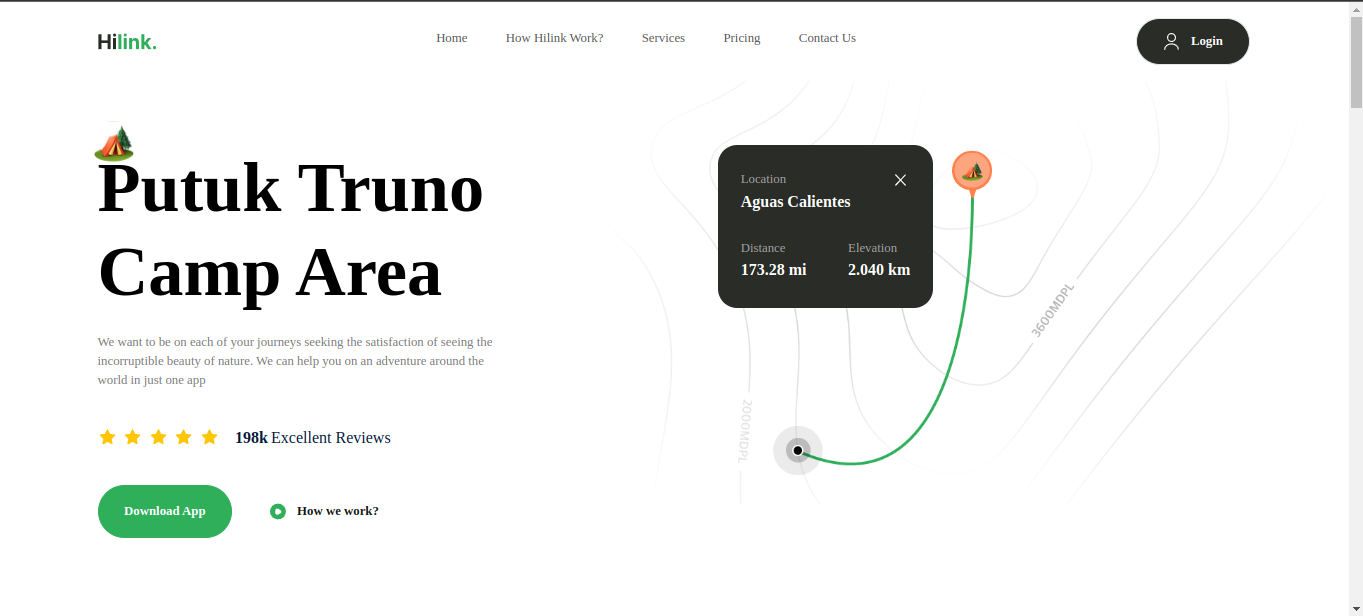 Hilink.
Home
How Hilink Work?
Services
Pricing
Contact Us
Login
Putuk Truno
Camp Area
We want to be on each of your journeys seeking the satisfaction of seeing the
incorruptible beauty of nature. We can help you on an adventure around the
world in just one app
198k Excellent Reviews
Download App
How we work?
Location
Aguas Calientes
Distance
Elevation
173.28 mi
2.040 km
3600MDPL
2000MDPL